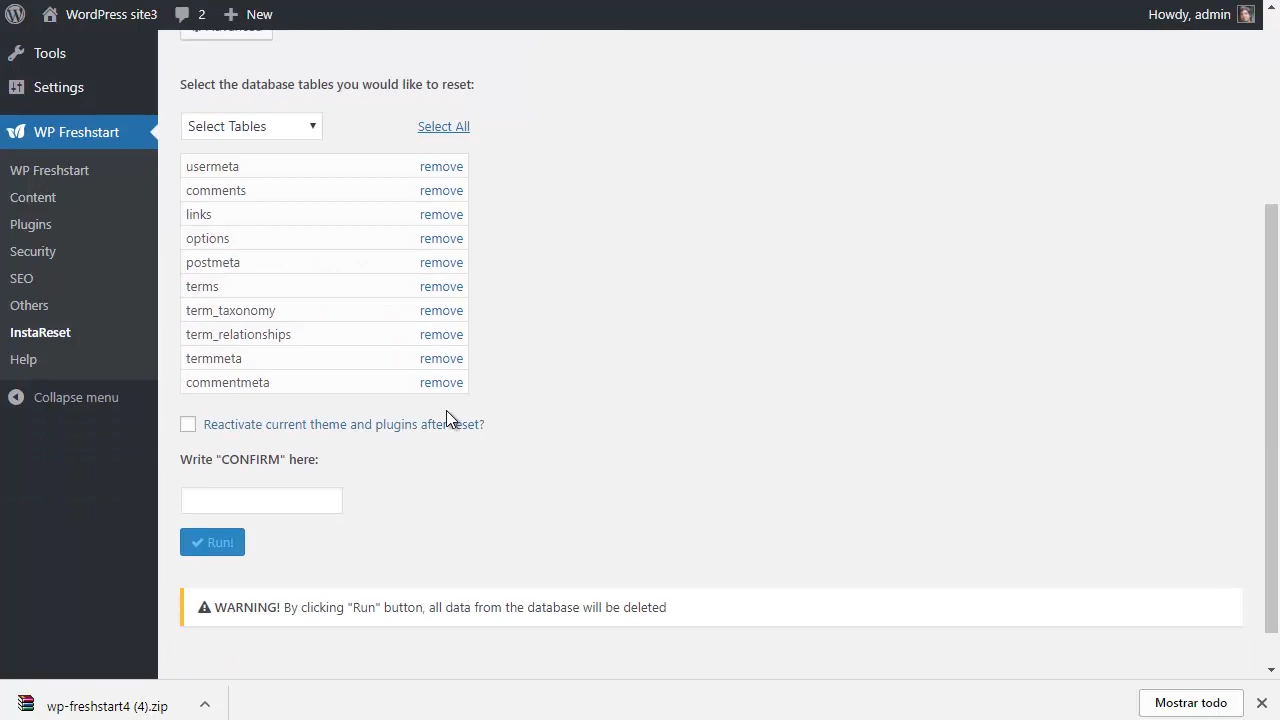 WordPress site3 2 New Howdy, admin
Tools
Settings
WP Freshstart
WP Freshstart
Content
Plugins
Security
SEO
Others
InstaReset
Help
Collapse menu
Advanced
Select the database tables you would like to reset:
Select Tables Select All
usermeta remove
comments remove
links remove
options remove
postmeta remove
terms remove
term_taxonomy remove
term_relationships remove
termmeta remove
commentmeta remove
Reactivate current theme and plugins after reset?
Write "CONFIRM" here:
Run!
WARNING! By clicking "Run" button, all data from the database will be deleted
wp-freshstart4 (4).zip Mostrar todo